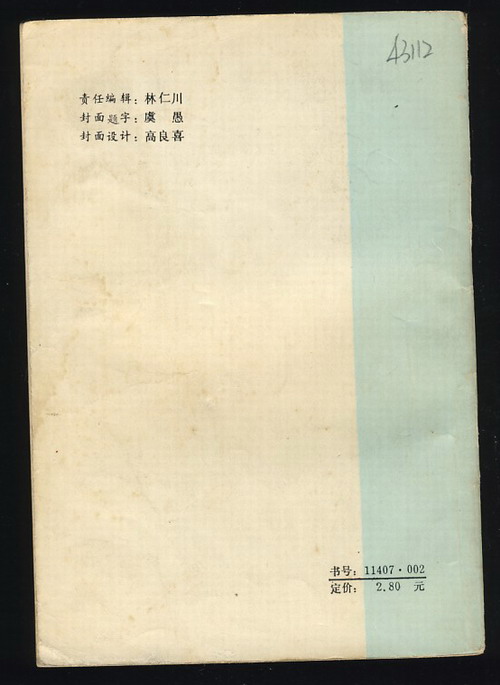 43112
责任编辑：林仁川
封面题字：虞 愚
封面设计：高良喜
书号：11407·002
定价： 2.80 元